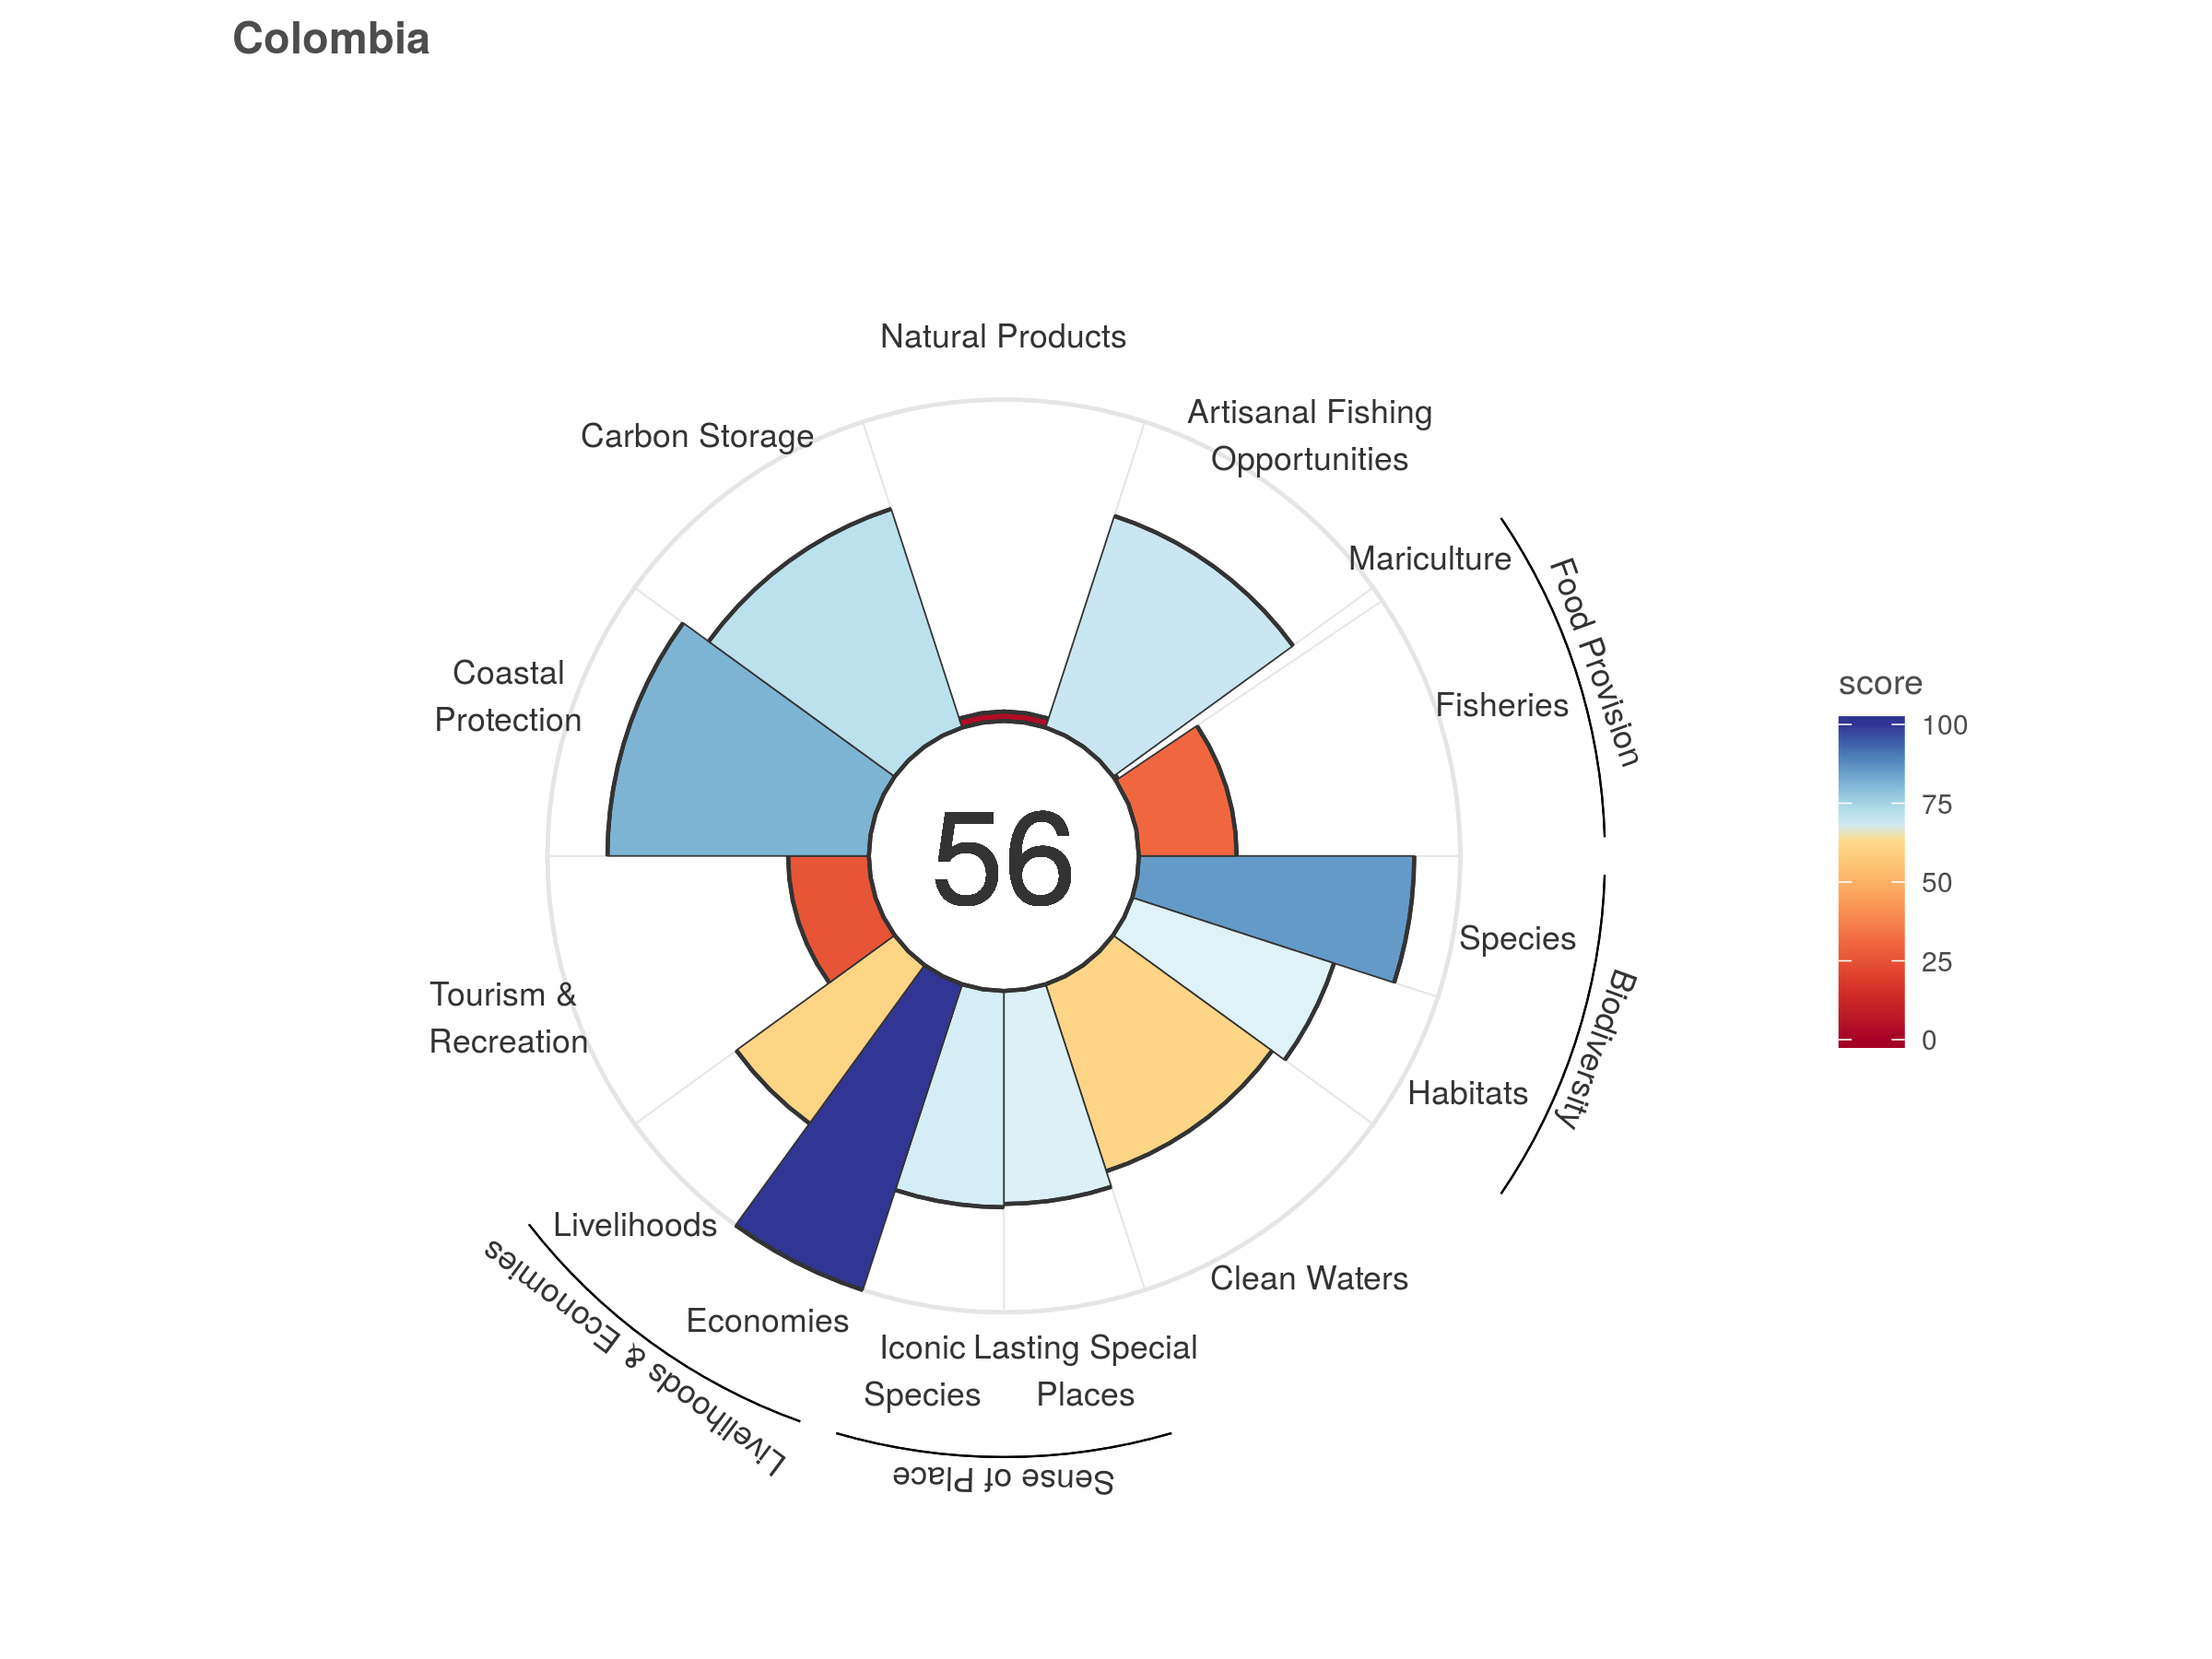 Colombia
Natural Products
Artisanal Fishing
Opportunities
Carbon Storage
Mariculture
Food Provision
Fisheries
Coastal
Protection
56
Species
Biodiversity
Habitats
Tourism &
Recreation
Livelihoods
Livelihoods & Economies
Economies
Clean Waters
Iconic
Species
Lasting Special
Places
Sense of Place
score
100
75
50
25
0